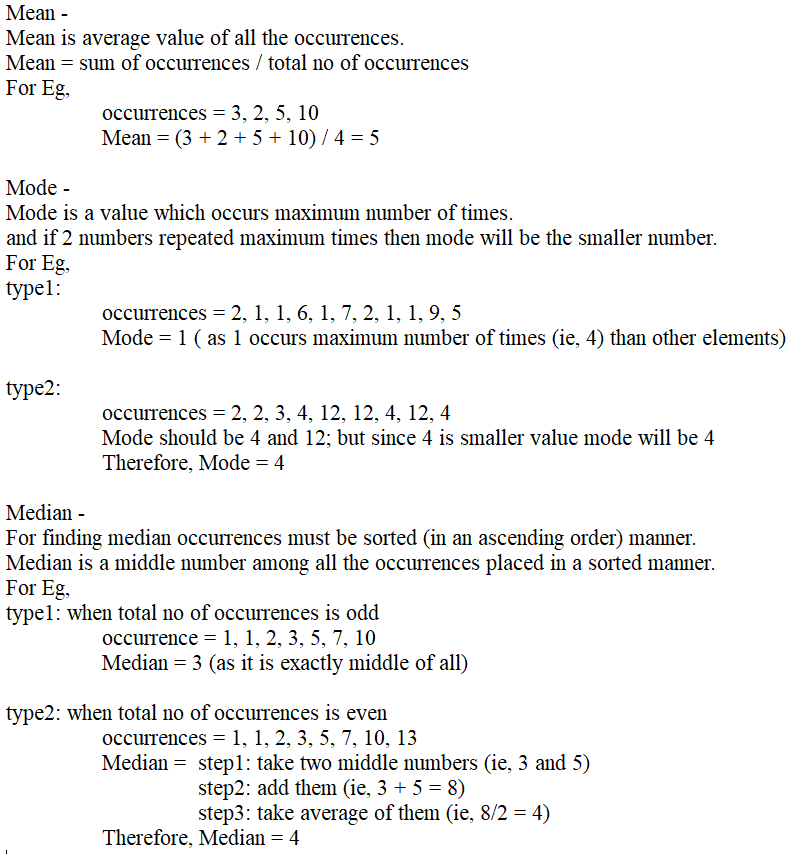 Mean -
Mean is average value of all the occurrences.
Mean = sum of occurrences / total no of occurrences
For Eg,
occurrences = 3, 2, 5, 10
Mean = (3 + 2 + 5 + 10) / 4 = 5
Mode -
Mode is a value which occurs maximum number of times.
and if 2 numbers repeated maximum times then mode will be the smaller number.
For Eg,
type1:
occurrences = 2, 1, 1, 6, 1, 7, 2, 1, 1, 9, 5
Mode = 1 ( as 1 occurs maximum number of times (ie, 4) than other elements)
type2:
occurrences = 2, 2, 3, 4, 12, 12, 4, 12, 4
Mode should be 4 and 12; but since 4 is smaller value mode will be 4
Therefore, Mode = 4
Median -
For finding median occurrences must be sorted (in an ascending order) manner.
Median is a middle number among all the occurrences placed in a sorted manner.
For Eg,
type1: when total no of occurrences is odd
occurrence = 1, 1, 2, 3, 5, 7, 10
Median = 3 (as it is exactly middle of all)
type2: when total no of occurrences is even
occurrences = 1, 1, 2, 3, 5, 7, 10, 13
Median = step1: take two middle numbers (ie, 3 and 5)
step2: add them (ie, 3 + 5 = 8)
step3: take average of them (ie, 8/2 = 4)
Therefore, Median = 4